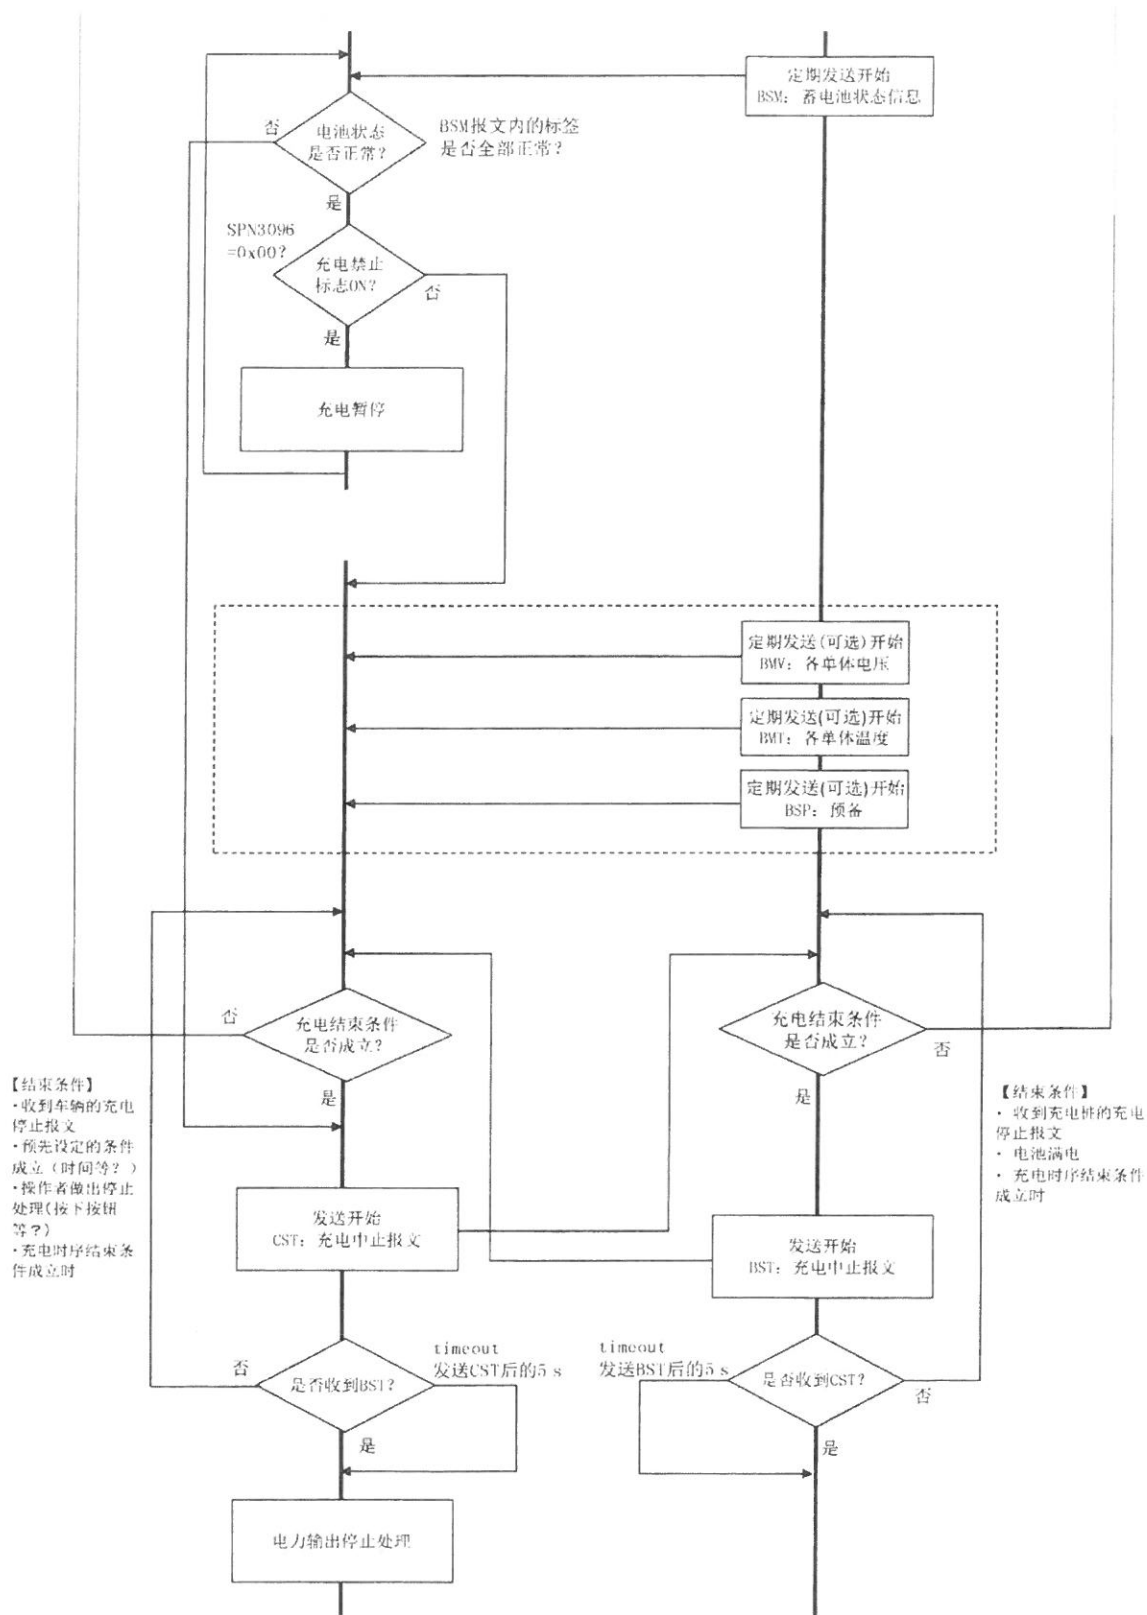 定期发送开始
BSM：蓄电池状态信息
否
电池状态
是否正常？
BSM报文内的标签
是否全部正常？
是
SPN3096
=0x00?
充电禁止
标志ON？
否
是
充电暂停
定期发送(可选)开始
BMV：各单体电压
定期发送(可选)开始
BMT：各单体温度
定期发送(可选)开始
BSP：预备
否
充电结束条件
是否成立？
充电结束条件
是否成立？
否
是
是
【结束条件】
·收到车辆的充电
停止报文
·预先设定的条件
成立（时间等？）
·操作者做出停止
处理(按下按钮
等？)
·充电时序结束条
件成立时
【结束条件】
· 收到充电桩的充电
停止报文
· 电池满电
· 充电时序结束条件
成立时
发送开始
CST：充电中止报文
发送开始
BST：充电中止报文
否
是否收到BST？
timeout
发送CST后的5 s
timeout
发送BST后的5 s
是否收到CST？
否
是
是
电力输出停止处理